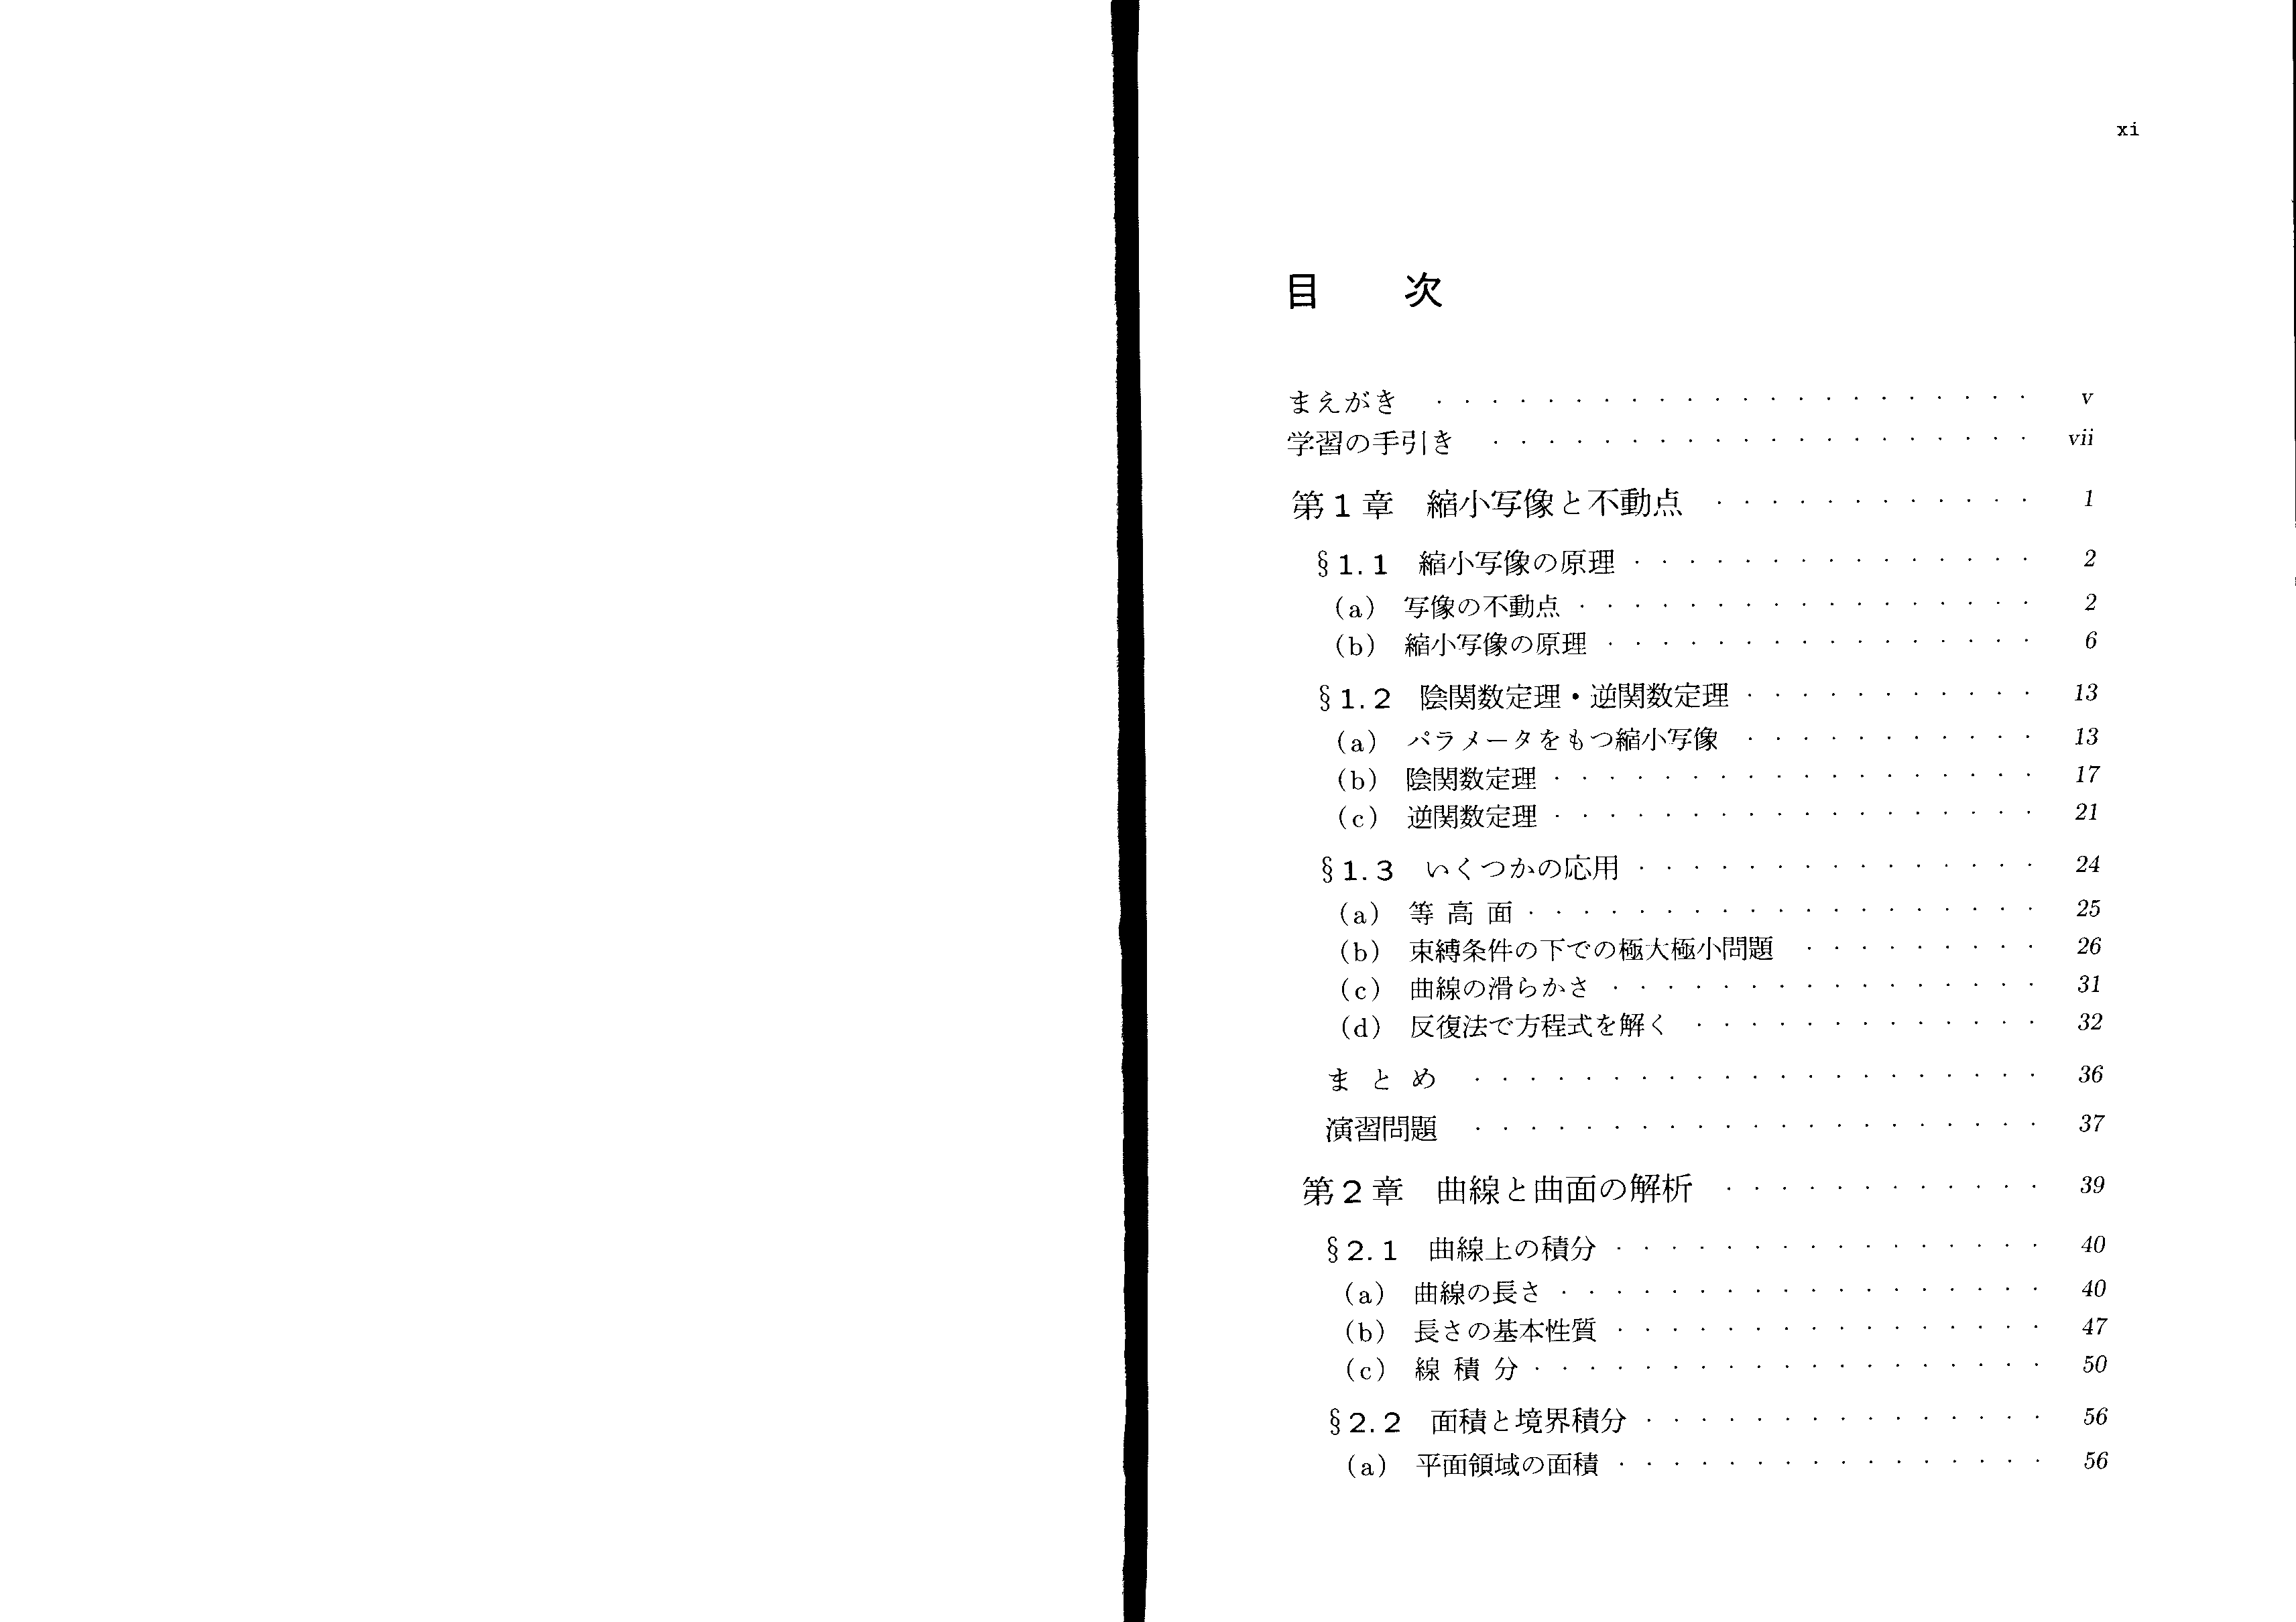 xi
目 次
まえがき · · · · · · · · · · · · · · · · · · · · · · v
学習の手引き · · · · · · · · · · · · · · · · · · · · vii
第1章 縮小写像と不動点 · · · · · · · · · · · · 1
§1.1 縮小写像の原理 · · · · · · · · · · · · · · · 2
(a) 写像の不動点 · · · · · · · · · · · · · · · · · 2
(b) 縮小写像の原理 · · · · · · · · · · · · · · · · 6
§1.2 陰関数定理・逆関数定理 · · · · · · · · · · · 13
(a) パラメータをもつ縮小写像 · · · · · · · · · · · 13
(b) 陰関数定理 · · · · · · · · · · · · · · · · · · 17
(c) 逆関数定理 · · · · · · · · · · · · · · · · · · 21
§1.3 いくつかの応用 · · · · · · · · · · · · · · · 24
(a) 等 高 面 · · · · · · · · · · · · · · · · · · · 25
(b) 束縛条件の下での極大極小問題 · · · · · · · · · 26
(c) 曲線の滑らかさ · · · · · · · · · · · · · · · · 31
(d) 反復法で方程式を解く · · · · · · · · · · · · · 32
ま と め · · · · · · · · · · · · · · · · · · · · · 36
演習問題 · · · · · · · · · · · · · · · · · · · · · 37
第2章 曲線と曲面の解析 · · · · · · · · · · · · 39
§2.1 曲線上の積分 · · · · · · · · · · · · · · · · 40
(a) 曲線の長さ · · · · · · · · · · · · · · · · · · 40
(b) 長さの基本性質 · · · · · · · · · · · · · · · · 47
(c) 線 積 分 · · · · · · · · · · · · · · · · · · · 50
§2.2 面積と境界積分 · · · · · · · · · · · · · · · 56
(a) 平面領域の面積 · · · · · · · · · · · · · · · · 56